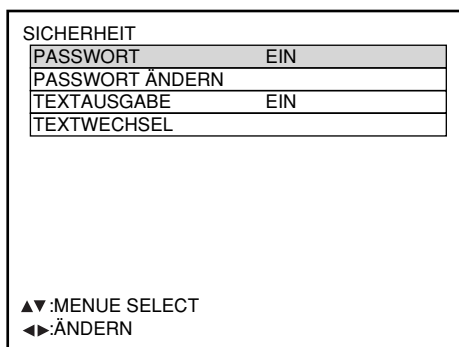 SICHERHEIT
PASSWORT EIN
PASSWORT ÄNDERN
TEXTAUSGABE EIN
TEXTWECHSEL
▲▼:MENUE SELECT
◀▶:ÄNDERN